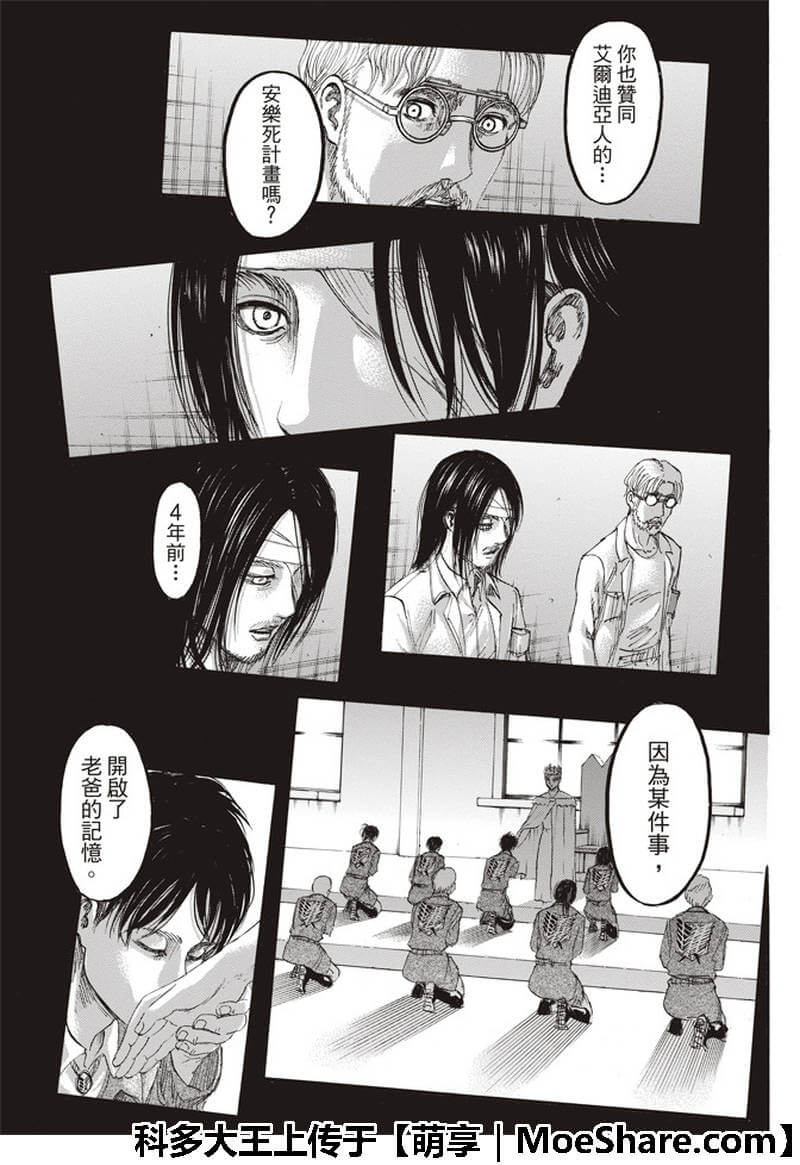 你也贊同
艾爾迪亞人的…
安樂死計畫嗎？
4年前…
因為某件事，
開啟了
老爸的記憶。
科多大王上传于【萌享 | MoeShare.com】